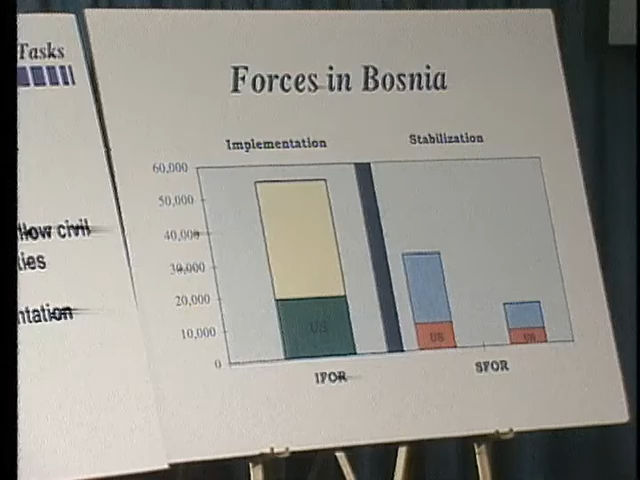 Tasks
llow civil
ies
ntation
Forces in Bosnia
Implementation
Stabilization
60,000
50,000
40,000
30,000
20,000
10,000
0
US
US
US
IFOR
SFOR